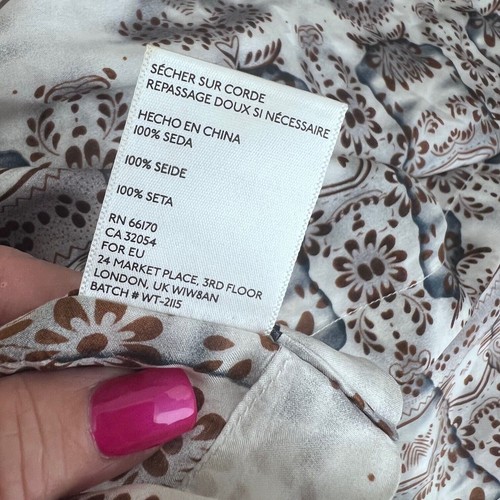 SÉCHER SUR CORDE
REPASSAGE DOUX SI NÉCESSAIRE
HECHO EN CHINA
100% SEDA
100% SEIDE
100% SETA
RN 66170
CA 32054
FOR EU
24 MARKET PLACE, 3RD FLOOR
LONDON, UK W1W8AN
BATCH # WT-2115